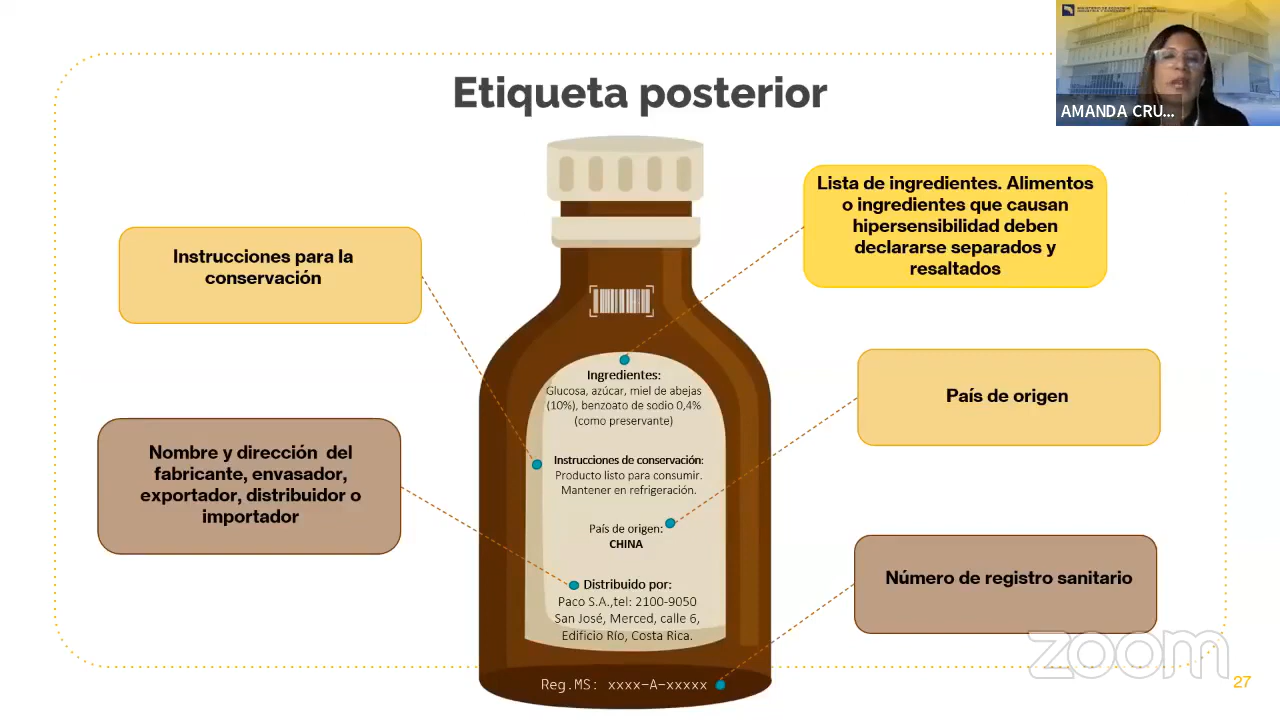 Etiqueta posterior
AMANDA CRU...
Lista de ingredientes. Alimentos
o ingredientes que causan
hipersensibilidad deben
declararse separados y
resaltados
Instrucciones para la
conservación
País de origen
Nombre y dirección del
fabricante, envasador,
exportador, distribuidor o
importador
Número de registro sanitario
Ingredientes:
Glucosa, azúcar, miel de abejas
(10%), benzoato de sodio 0,4%
(como preservante)
Instrucciones de conservación:
Producto listo para consumir.
Mantener en refrigeración.
País de origen:
CHINA
Distribuido por:
Paco S.A.,tel: 2100-9050
San José, Merced, calle 6,
Edificio Río, Costa Rica.
Reg.MS: xxxx-A-xxxxx
zoom
27